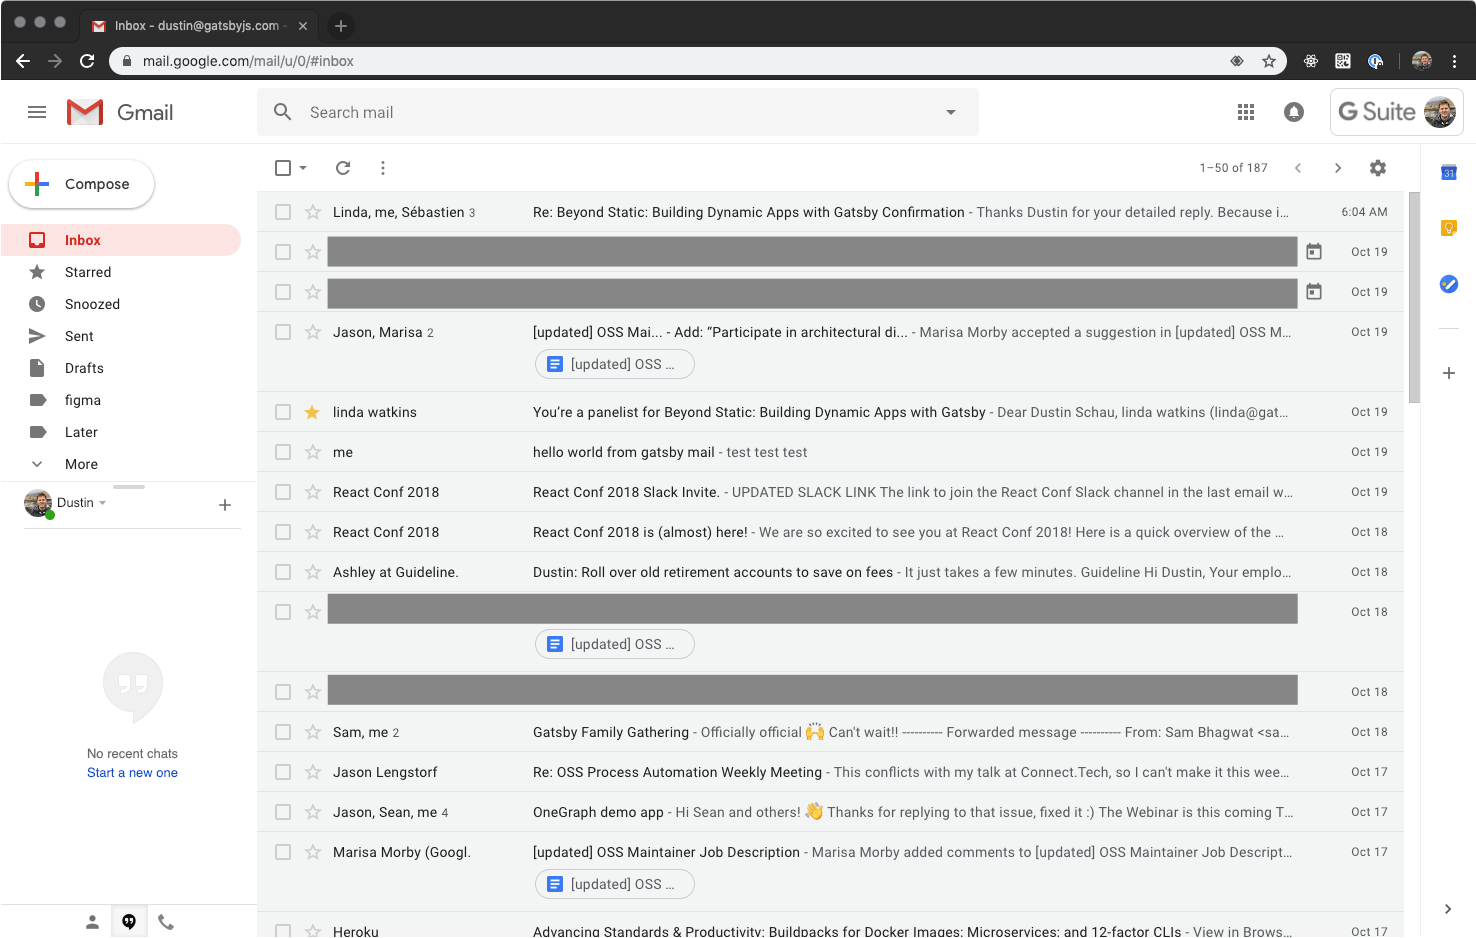 Inbox - dustin@gatsbyjs.com -
mail.google.com/mail/u/0/#inbox
Gmail
Search mail
G Suite
Compose
1–50 of 187
31
Inbox
Starred
Snoozed
Sent
Drafts
figma
Later
More
Dustin
No recent chats
Start a new one
Linda, me, Sébastien 3 Re: Beyond Static: Building Dynamic Apps with Gatsby Confirmation - Thanks Dustin for your detailed reply. Because i... 6:04 AM
Oct 19
Oct 19
Jason, Marisa 2 [updated] OSS Mai... - Add: “Participate in architectural di... - Marisa Morby accepted a suggestion in [updated] OSS M... Oct 19
[updated] OSS ...
linda watkins You’re a panelist for Beyond Static: Building Dynamic Apps with Gatsby - Dear Dustin Schau, linda watkins (linda@gat... Oct 19
me hello world from gatsby mail - test test test Oct 19
React Conf 2018 React Conf 2018 Slack Invite. - UPDATED SLACK LINK The link to join the React Conf Slack channel in the last email w... Oct 19
React Conf 2018 React Conf 2018 is (almost) here! - We are so excited to see you at React Conf 2018! Here is a quick overview of the ... Oct 18
Ashley at Guideline. Dustin: Roll over old retirement accounts to save on fees - It just takes a few minutes. Guideline Hi Dustin, Your emplo... Oct 18
Oct 18
[updated] OSS ...
Oct 18
Sam, me 2 Gatsby Family Gathering - Officially official 🙌 Can't wait!! ---------- Forwarded message ---------- From: Sam Bhagwat <sa... Oct 18
Jason Lengstorf Re: OSS Process Automation Weekly Meeting - This conflicts with my talk at Connect.Tech, so I can't make it this wee... Oct 17
Jason, Sean, me 4 OneGraph demo app - Hi Sean and others! 👋 Thanks for replying to that issue, fixed it :) The Webinar is this coming T... Oct 17
Marisa Morby (Googl. [updated] OSS Maintainer Job Description - Marisa Morby added comments to [updated] OSS Maintainer Job Descript... Oct 17
[updated] OSS ...
Heroku Advancing Standards & Productivity: Buildpacks for Docker Images; Microservices; and 12-factor CLIs - View in Brows... Oct 17